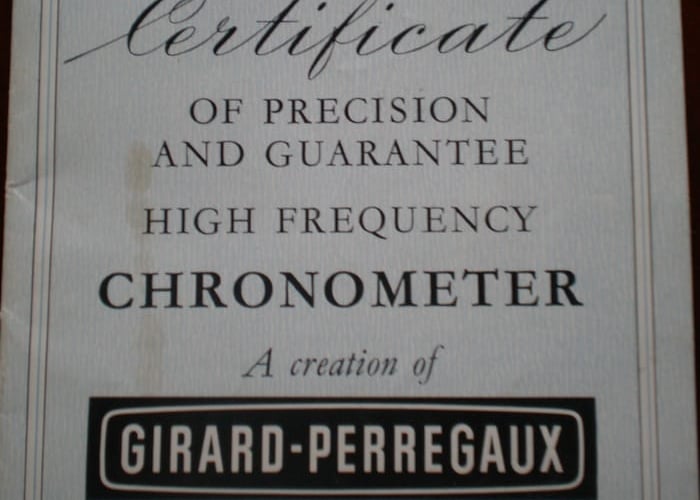 Certificate
OF PRECISION
AND GUARANTEE
HIGH FREQUENCY
CHRONOMETER
A creation of
GIRARD-PERREGAUX